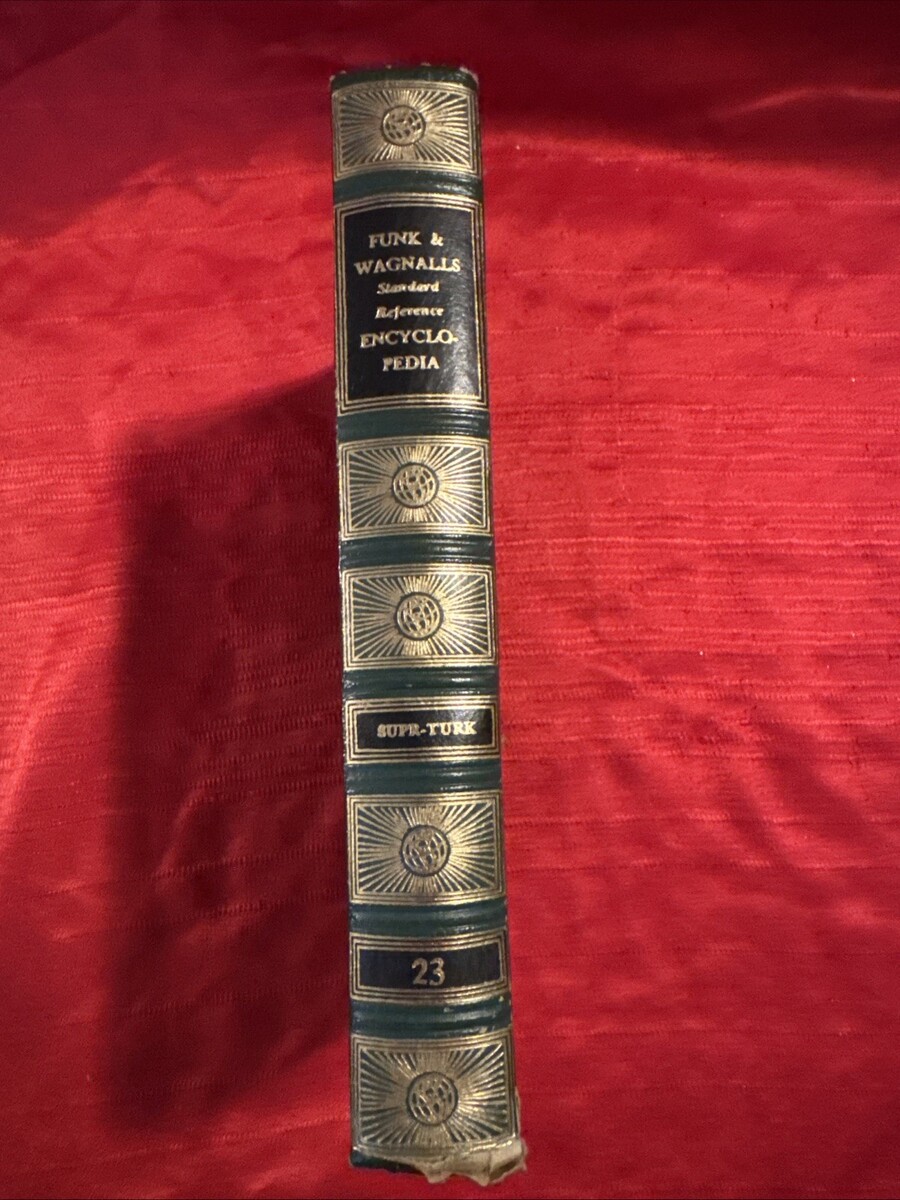 FUNK &
WAGNALLS
Standard
Reference
ENCYCLO-
PEDIA
SUPR-TURK
23